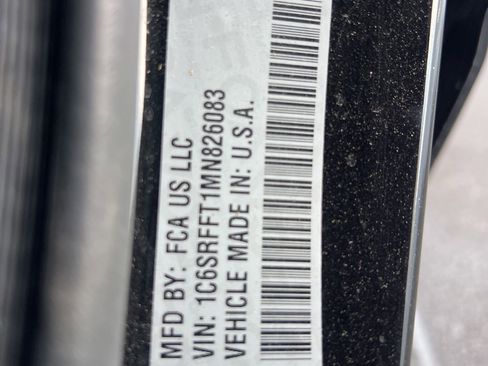 MFD BY: FCA US LLC
VIN: 1C6SRFFT1MN826083
VEHICLE MADE IN: U.S.A.